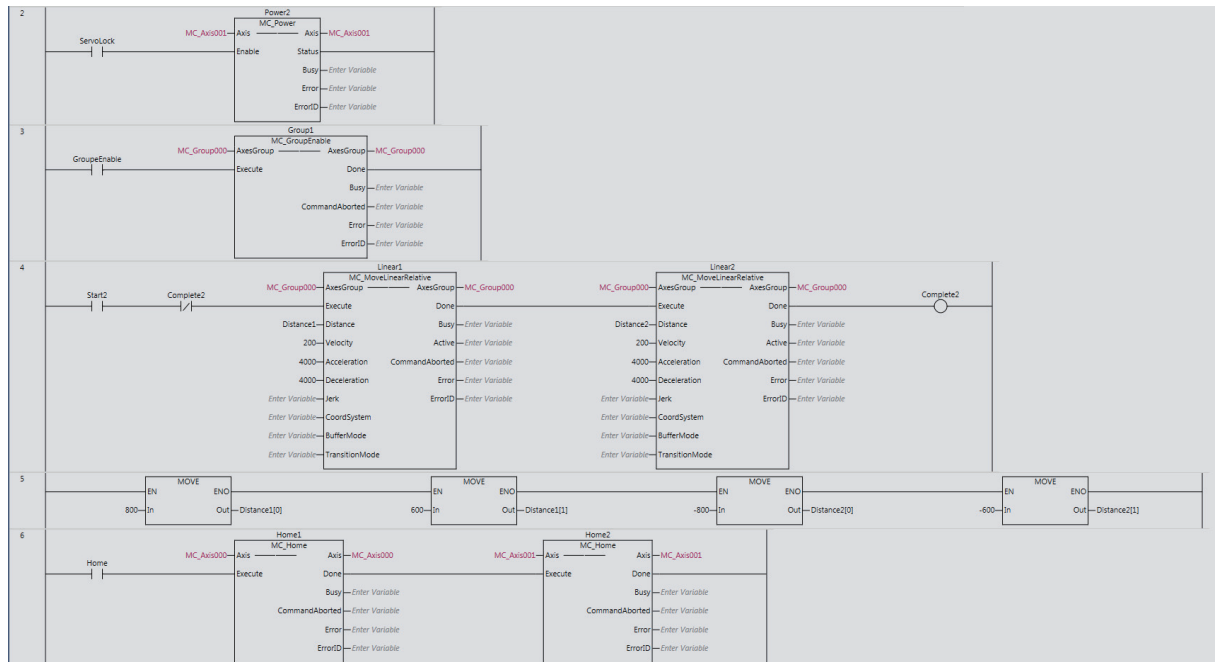 2
Power2
MC_Power
MC_Axis001 Axis Axis MC_Axis001
ServoLock
Enable Status
Busy Enter Variable
Error Enter Variable
ErrorID Enter Variable
3
Group1
MC_GroupEnable
MC_Group000 AxesGroup AxesGroup MC_Group000
GroupeEnable
Execute Done
Busy Enter Variable
CommandAborted Enter Variable
Error Enter Variable
ErrorID Enter Variable
4
Linear1 Linear2
MC_MoveLinearRelative MC_MoveLinearRelative
MC_Group000 AxesGroup AxesGroup MC_Group000 MC_Group000 AxesGroup AxesGroup MC_Group000
Start2 Complete2 Complete2
Execute Done Execute Done
Distance1 Distance Busy Enter Variable Distance2 Distance Busy Enter Variable
200 Velocity Active Enter Variable 200 Velocity Active Enter Variable
4000 Acceleration CommandAborted Enter Variable 4000 Acceleration CommandAborted Enter Variable
4000 Deceleration Error Enter Variable 4000 Deceleration Error Enter Variable
Enter Variable Jerk ErrorID Enter Variable Enter Variable Jerk ErrorID Enter Variable
Enter Variable CoordSystem Enter Variable CoordSystem
Enter Variable BufferMode Enter Variable BufferMode
Enter Variable TransitionMode Enter Variable TransitionMode
5
MOVE MOVE MOVE MOVE
EN ENO EN ENO EN ENO EN ENO
800 In Out Distance1[0] 600 In Out Distance1[1] -800 In Out Distance2[0] -600 In Out Distance2[1]
6
Home1 Home2
MC_Home MC_Home
MC_Axis000 Axis Axis MC_Axis000 MC_Axis001 Axis Axis MC_Axis001
Home
Execute Done Execute Done
Busy Enter Variable Busy Enter Variable
CommandAborted Enter Variable CommandAborted Enter Variable
Error Enter Variable Error Enter Variable
ErrorID Enter Variable ErrorID Enter Variable